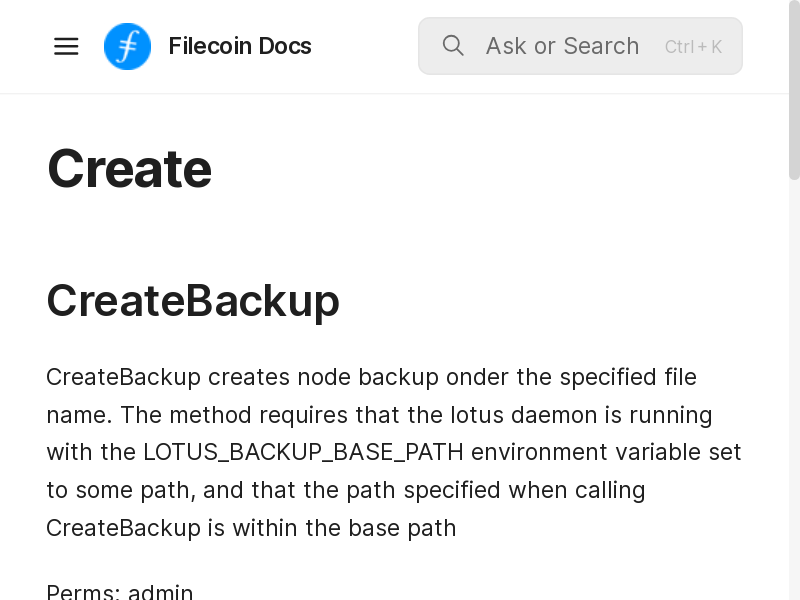 Filecoin Docs
Ask or Search
Ctrl + K
Create
CreateBackup
CreateBackup creates node backup onder the specified file
name. The method requires that the lotus daemon is running
with the LOTUS_BACKUP_BASE_PATH environment variable set
to some path, and that the path specified when calling
CreateBackup is within the base path
Perms: admin